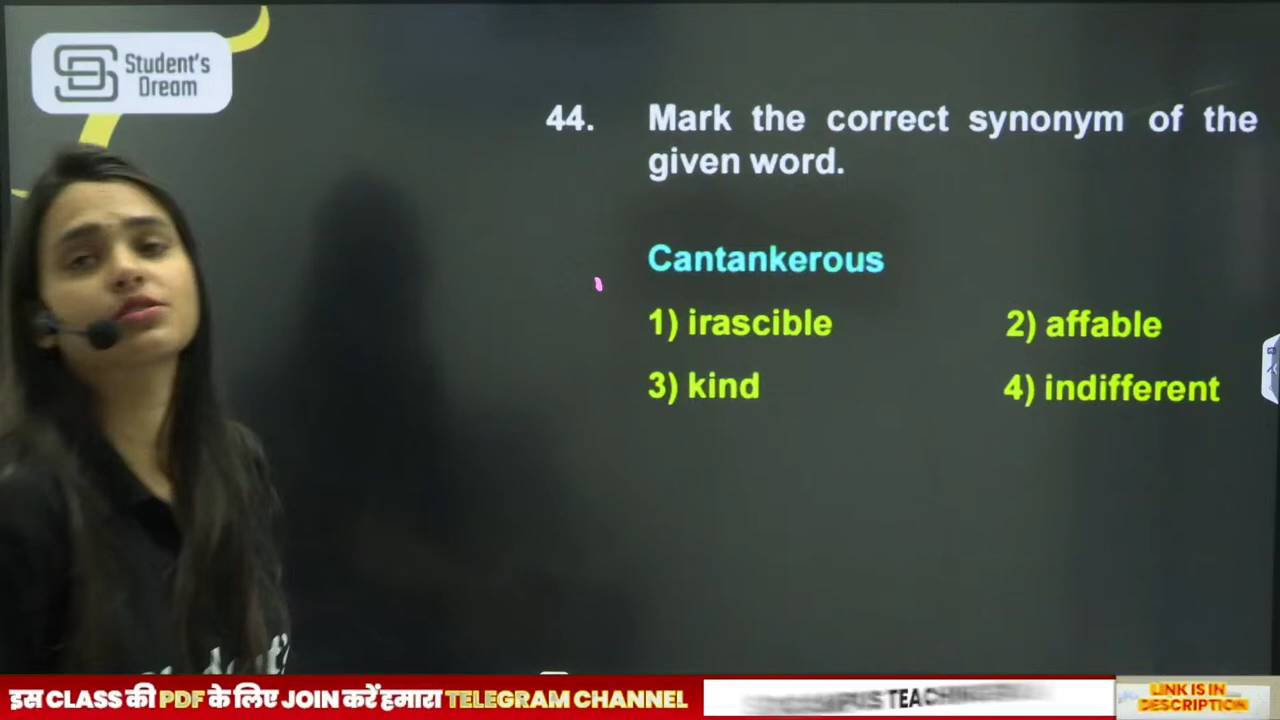 Student's
Dream
44. Mark the correct synonym of the
given word.
Cantankerous
1) irascible 2) affable
3) kind 4) indifferent
इस CLASS की PDF के लिए JOIN करें हमारा TELEGRAM CHANNEL
LINK IS IN
DESCRIPTION